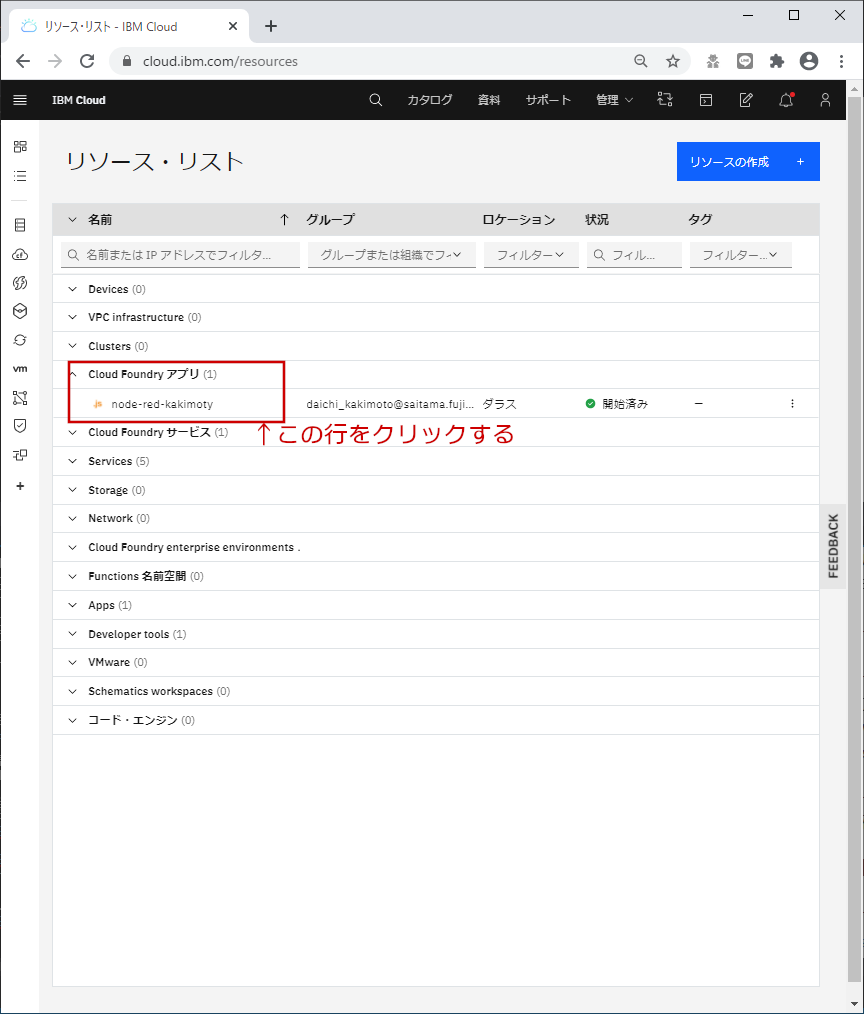 リソース・リスト - IBM Cloud
cloud.ibm.com/resources
IBM Cloud カタログ 資料 サポート 管理
リソース・リスト
リソースの作成 +
名前 ↑ グループ ロケーション 状況 タグ
名前または IP アドレスでフィルタ... グループまたは組織でフィ フィルター フィル... フィルター...
Devices (0)
VPC infrastructure (0)
Clusters (0)
Cloud Foundry アプリ (1)
node-red-kakimoty daichi_kakimoto@saitama.fuji... ダラス 開始済み –
Cloud Foundry サービス (1)
↑この行をクリックする
Services (5)
Storage (0)
Network (0)
Cloud Foundry enterprise environments .
Functions 名前空間 (0)
Apps (1)
Developer tools (1)
VMware (0)
Schematics workspaces (0)
コード・エンジン (0)
vm
FEEDBACK